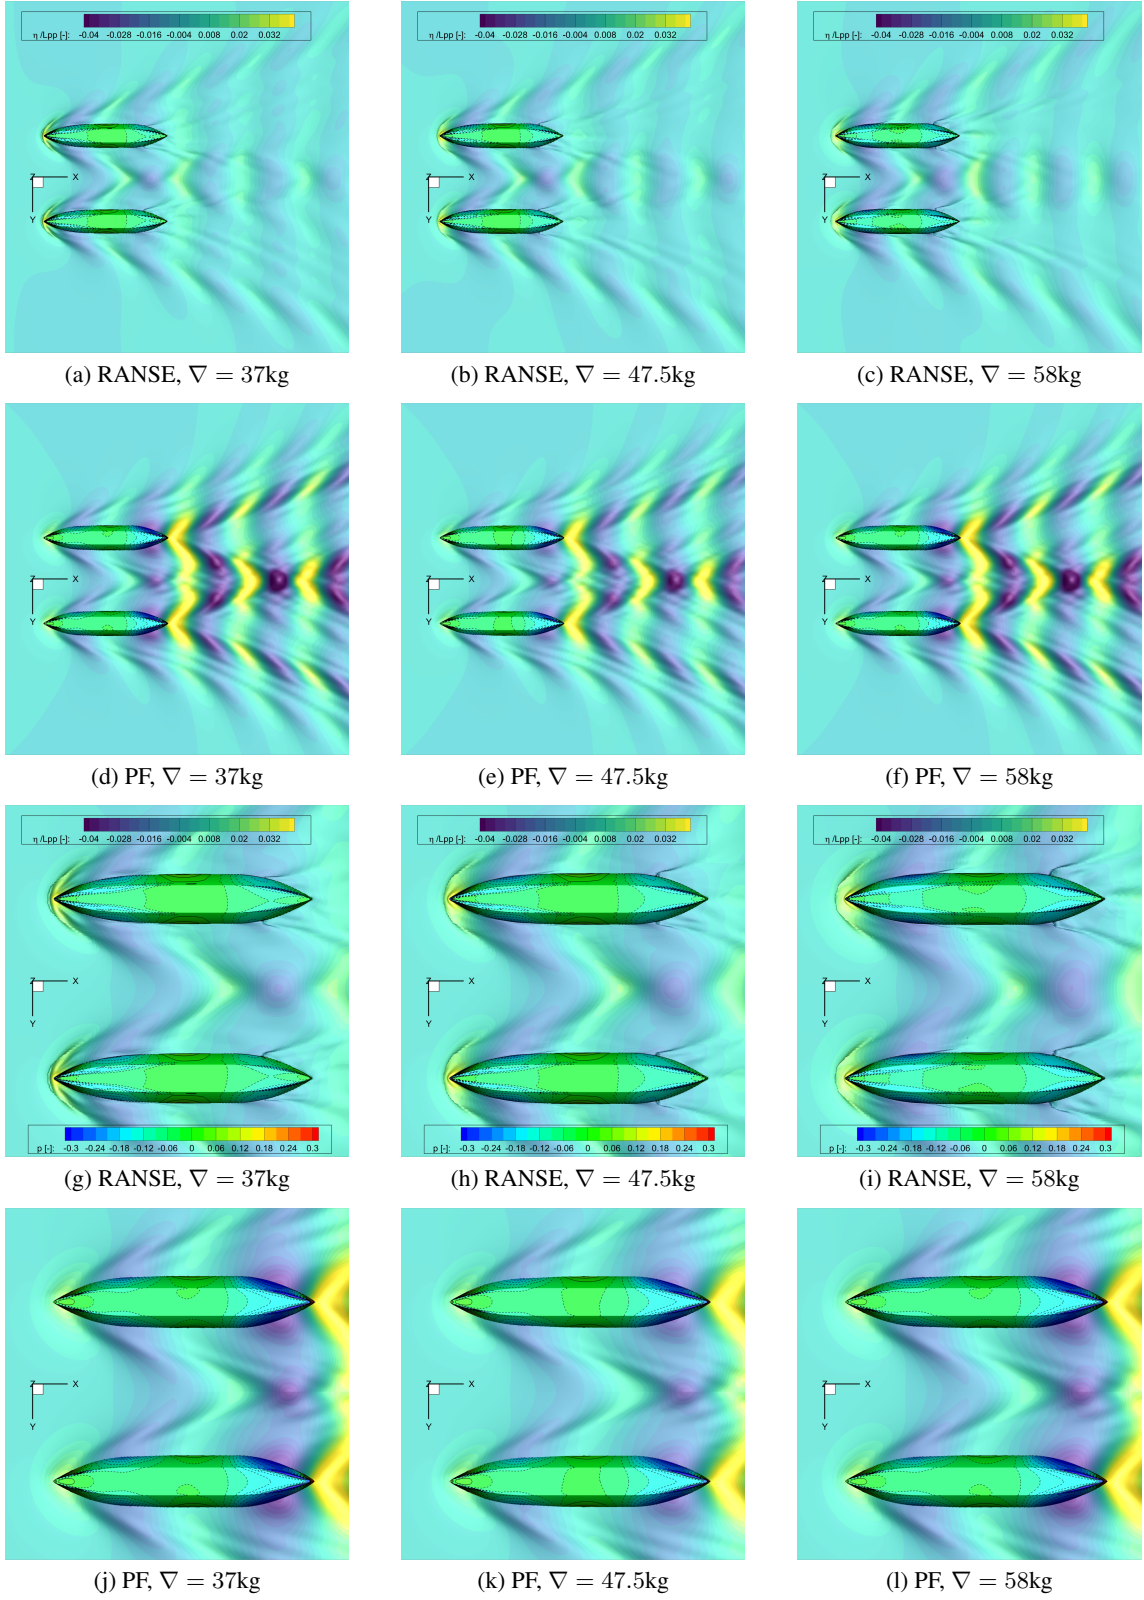 η /Lpp [-]: -0.04 -0.028 -0.016 -0.004 0.008 0.02 0.032
η /Lpp [-]: -0.04 -0.028 -0.016 -0.004 0.008 0.02 0.032
η /Lpp [-]: -0.04 -0.028 -0.016 -0.004 0.008 0.02 0.032
Z X
Y
Z X
Y
Z X
Y
(a) RANSE, ∇ = 37kg
(b) RANSE, ∇ = 47.5kg
(c) RANSE, ∇ = 58kg
Z X
Y
Z X
Y
Z X
Y
(d) PF, ∇ = 37kg
(e) PF, ∇ = 47.5kg
(f) PF, ∇ = 58kg
η /Lpp [-]: -0.04 -0.028 -0.016 -0.004 0.008 0.02 0.032
η /Lpp [-]: -0.04 -0.028 -0.016 -0.004 0.008 0.02 0.032
η /Lpp [-]: -0.04 -0.028 -0.016 -0.004 0.008 0.02 0.032
Z X
Y
Z X
Y
Z X
Y
p [-]: -0.3 -0.24 -0.18 -0.12 -0.06 0 0.06 0.12 0.18 0.24 0.3
p [-]: -0.3 -0.24 -0.18 -0.12 -0.06 0 0.06 0.12 0.18 0.24 0.3
p [-]: -0.3 -0.24 -0.18 -0.12 -0.06 0 0.06 0.12 0.18 0.24 0.3
(g) RANSE, ∇ = 37kg
(h) RANSE, ∇ = 47.5kg
(i) RANSE, ∇ = 58kg
Z X
Y
Z X
Y
Z X
Y
(j) PF, ∇ = 37kg
(k) PF, ∇ = 47.5kg
(l) PF, ∇ = 58kg